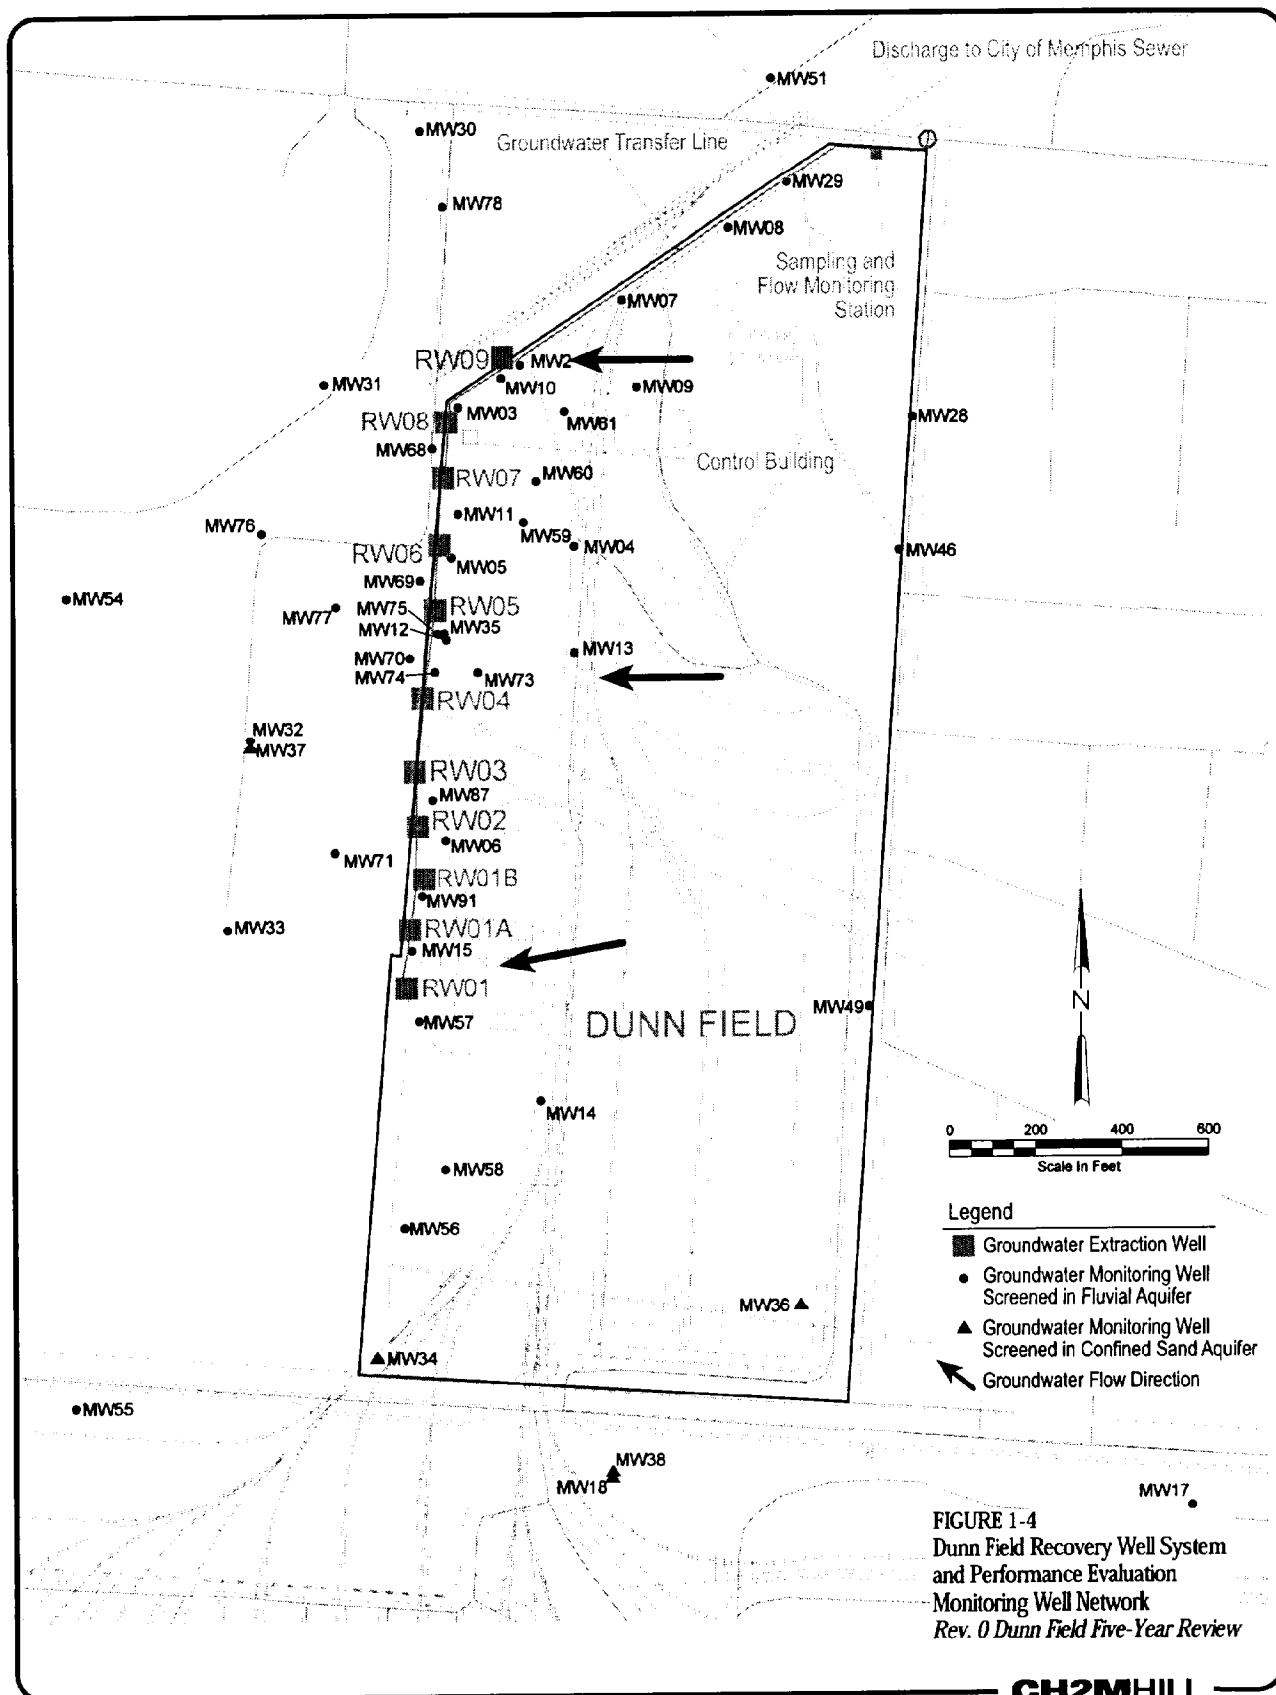 Discharge to City of Memphis Sewer
MW51
MW30
Groundwater Transfer Line
MW29
MW78
MW08
Sampling and
Flow Monitoring
Station
MW07
RW09
MW2
MW10
MW09
MW31
MW03
MW61
RW08
MW28
MW68
Control Building
RW07
MW60
MW11
MW76
MW59
MW04
RW06
MW46
MW05
MW69
MW54
MW77
MW75
RW05
MW12
MW35
MW13
MW70
MW74
MW73
RW04
MW32
MW37
RW03
MW87
RW02
MW06
MW71
RW01B
MW91
MW33
RW01A
MW15
RW01
N
MW49
MW57
DUNN FIELD
MW14
0 200 400 600
Scale In Feet
MW58
MW56
Legend
Groundwater Extraction Well
Groundwater Monitoring Well
Screened in Fluvial Aquifer
Groundwater Monitoring Well
Screened in Confined Sand Aquifer
Groundwater Flow Direction
MW36
MW34
MW55
MW38
MW18
MW17
FIGURE 1-4
Dunn Field Recovery Well System
and Performance Evaluation
Monitoring Well Network
Rev. 0 Dunn Field Five-Year Review
CH2MHILL